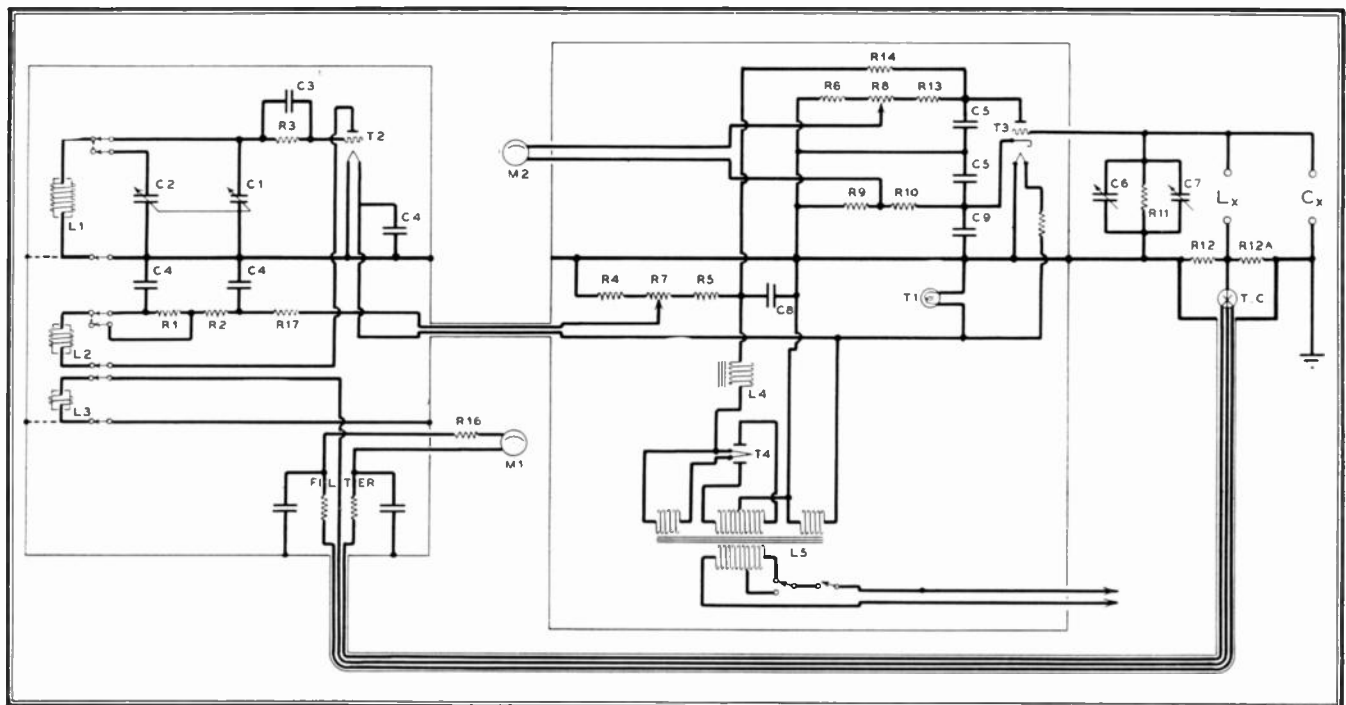 C3
R3
T2
C2
C1
L1
C4
C4
C4
R1
R2
R17
L2
L3
R16
M1
FILTER
M2
R14
R6
R8
R13
C5
T3
C5
R9
R10
C9
R4
R7
R5
C8
T1
L4
T4
L5
C6
R11
C7
Lx
Cx
R12
R12A
T.C